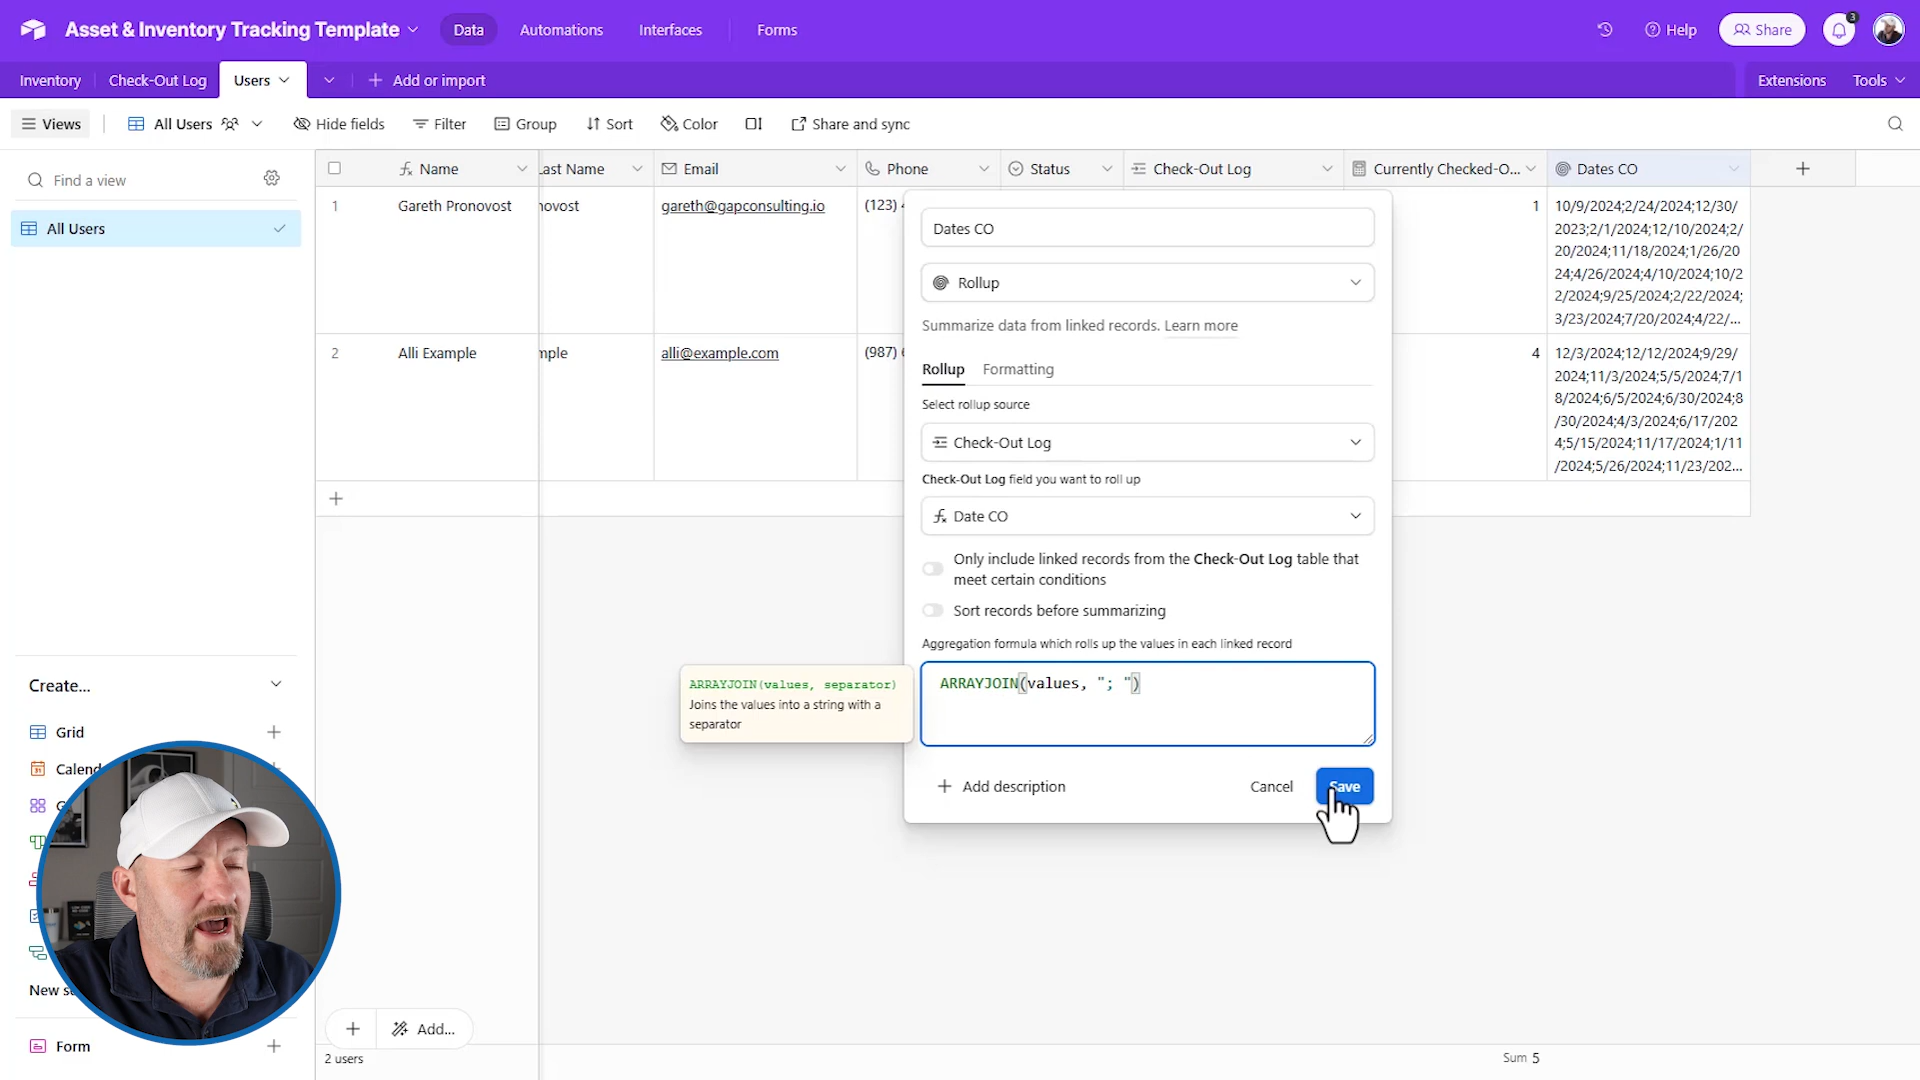 Asset & Inventory Tracking Template
Data
Automations
Interfaces
Forms
Help
Share
3
Inventory
Check-Out Log
Users
Add or import
Extensions
Tools
Views
All Users
Hide fields
Filter
Group
Sort
Color
Share and sync
Find a view
All Users
Name
Last Name
Email
Phone
Status
Check-Out Log
Currently Checked-O...
Dates CO
1
Gareth Pronovost
novost
gareth@gapconsulting.io
(123) 4
1
10/9/2024;2/24/2024;12/30/
2023;2/1/2024;12/10/2024;2/
20/2024;11/18/2024;1/26/20
24;4/26/2024;4/10/2024;10/2
2/2024;9/25/2024;2/22/2024;
3/23/2024;7/20/2024;4/22/...
2
Alli Example
mple
alli@example.com
(987) 6
4
12/3/2024;12/12/2024;9/29/
2024;11/3/2024;5/5/2024;7/1
8/2024;6/5/2024;6/30/2024;8
/30/2024;4/3/2024;6/17/202
4;5/15/2024;11/17/2024;1/11
/2024;5/26/2024;11/23/202...
Dates CO
Rollup
Summarize data from linked records. Learn more
Rollup
Formatting
Select rollup source
Check-Out Log
Check-Out Log field you want to roll up
Date CO
Only include linked records from the Check-Out Log table that
meet certain conditions
Sort records before summarizing
Aggregation formula which rolls up the values in each linked record
ARRAYJOIN(values, "; ")
ARRAYJOIN(values, separator)
Joins the values into a string with a
separator
Add description
Cancel
Save
Create...
Grid
Calend
G
New s
Form
Add...
2 users
Sum 5